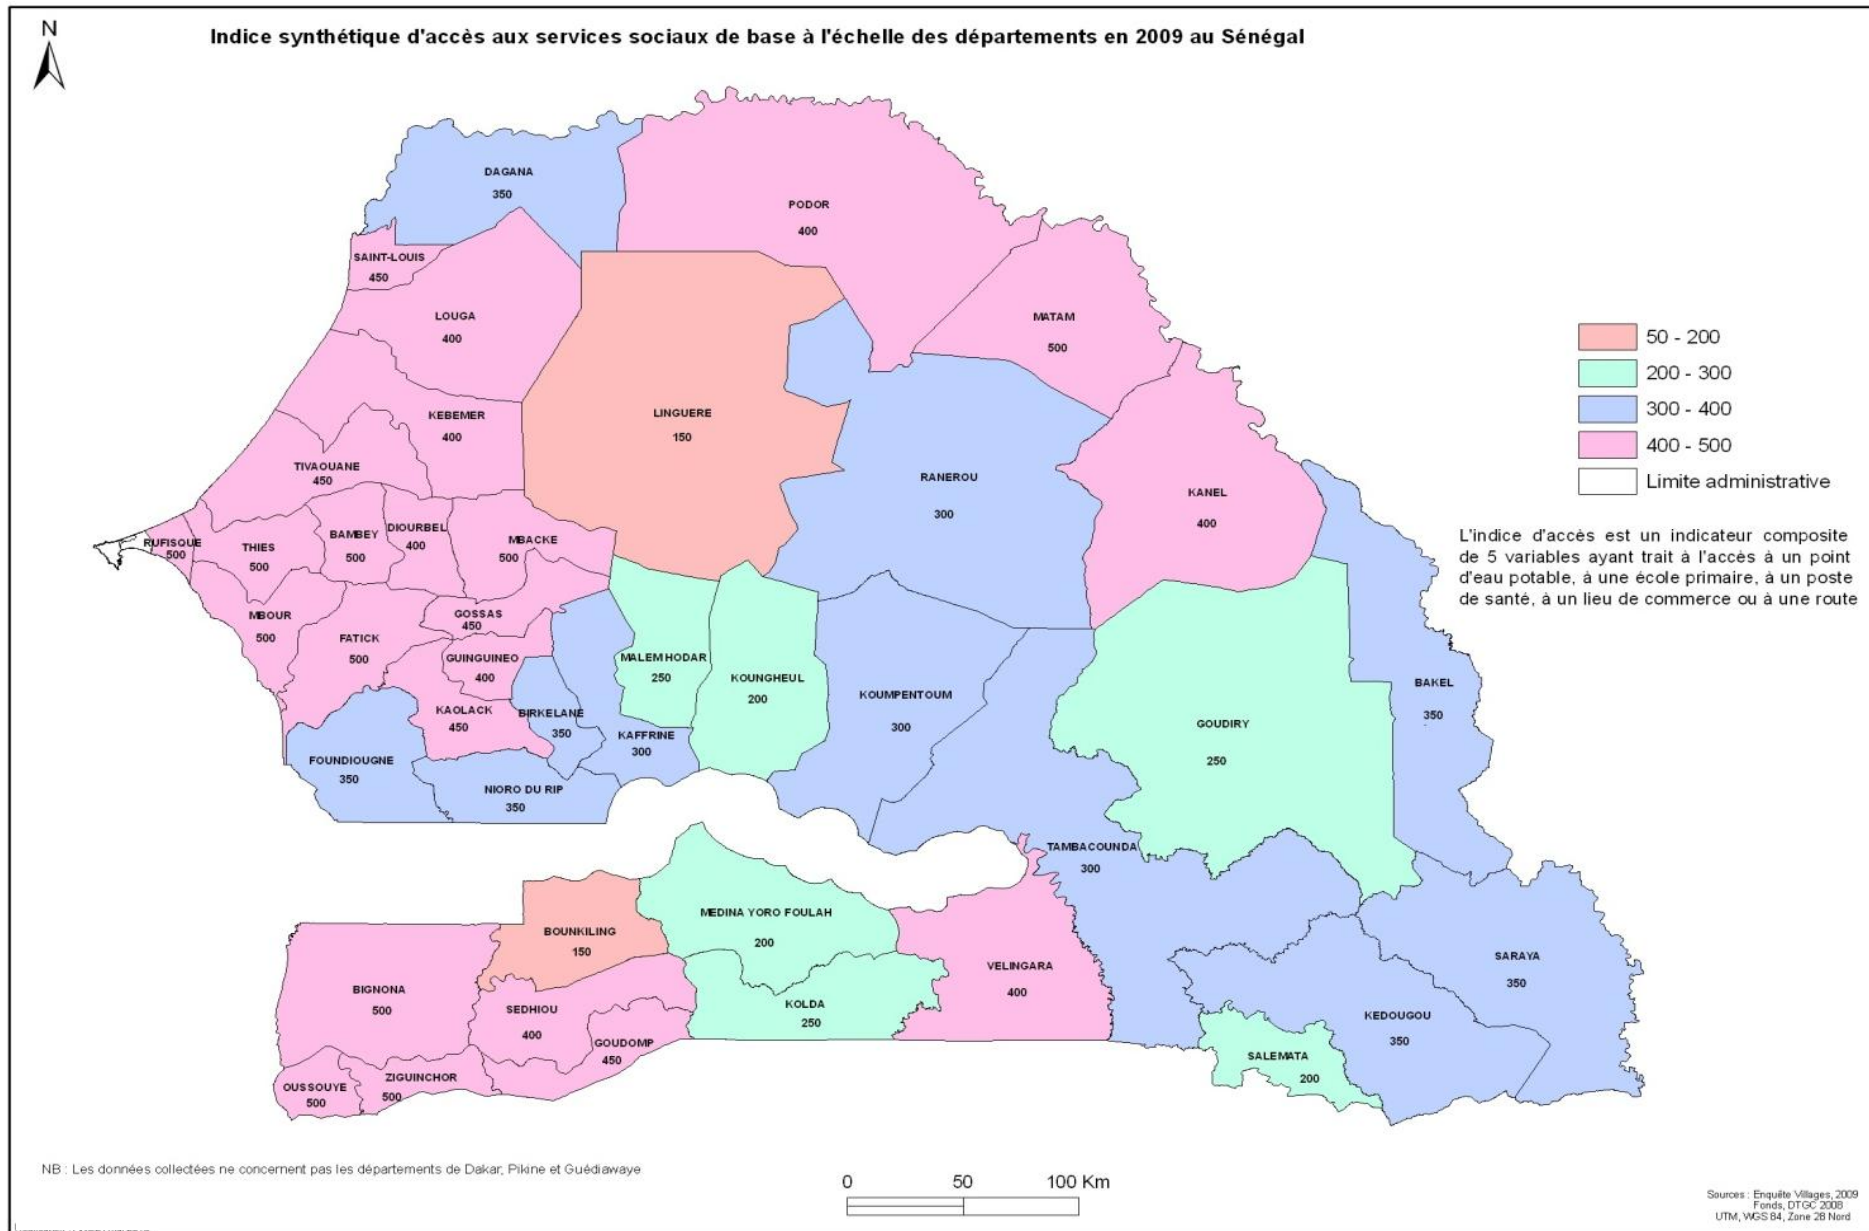 N
Indice synthétique d'accès aux services sociaux de base à l'échelle des départements en 2009 au Sénégal
DAGANA
350
PODOR
400
SAINT-LOUIS
450
LOUGA
400
MATAM
500
50 - 200
200 - 300
300 - 400
400 - 500
Limite administrative
KEBEMER
400
LINGUERE
150
TIVAOUANE
450
RANEROU
300
KANEL
400
RUFISQUE
500
THIES
500
BAMBEY
500
DIOURBEL
400
MBACKE
500
L'indice d'accès est un indicateur composite
de 5 variables ayant trait à l'accès à un point
d'eau potable, à une école primaire, à un poste
de santé, à un lieu de commerce ou à une route
MBOUR
500
FATICK
500
GOSSAS
450
GUINGUINEO
400
MALEM HODAR
250
KOUNGHEUL
200
KOUMPENTOUM
300
BAKEL
350
KAOLACK
450
BIRKELANE
350
KAFFRINE
300
GOUDIRY
250
FOUNDIOUGNE
350
NIORO DU RIP
350
TAMBACOUNDA
300
BOUNKILING
150
MEDINA YORO FOULAH
200
VELINGARA
400
SARAYA
350
BIGNONA
500
SEDHIOU
400
KOLDA
250
KEDOUGOU
350
GOUDOMP
450
SALEMATA
200
OUSSOUYE
500
ZIGUINCHOR
500
NB : Les données collectées ne concernent pas les départements de Dakar, Pikine et Guédiawaye
0 50 100 Km
Sources : Enquête Villages, 2009
Fonds, DTGC 2008
UTM, WGS 84, Zone 28 Nord